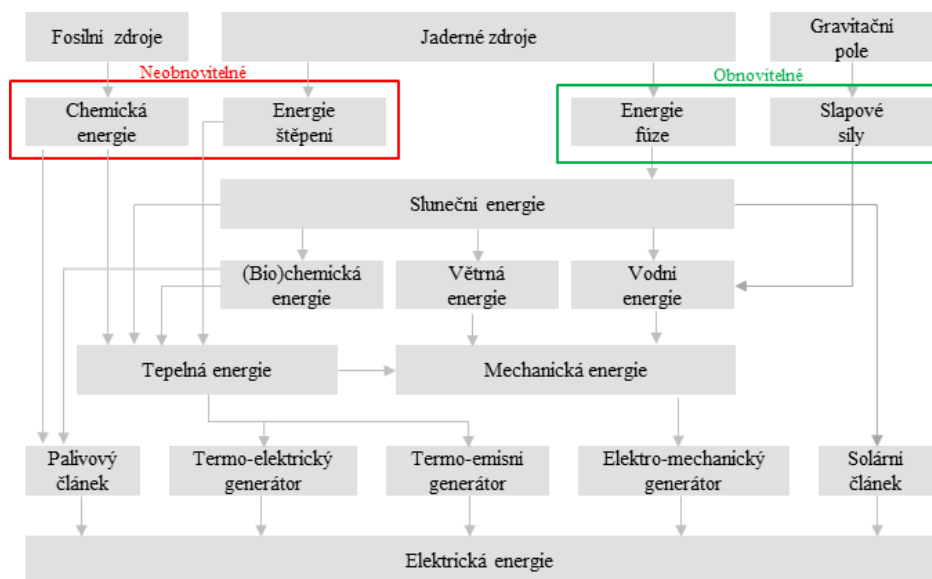 Fosilní zdroje
Jaderné zdroje
Gravitační
pole
Neobnovitelné
Obnovitelné
Chemická
energie
Energie
štěpení
Energie
fúze
Slapové
síly
Sluneční energie
(Bio)chemická
energie
Větrná
energie
Vodní
energie
Tepelná energie
Mechanická energie
Palivový
článek
Termo-elektrický
generátor
Termo-emisní
generátor
Elektro-mechanický
generátor
Solární
článek
Elektrická energie